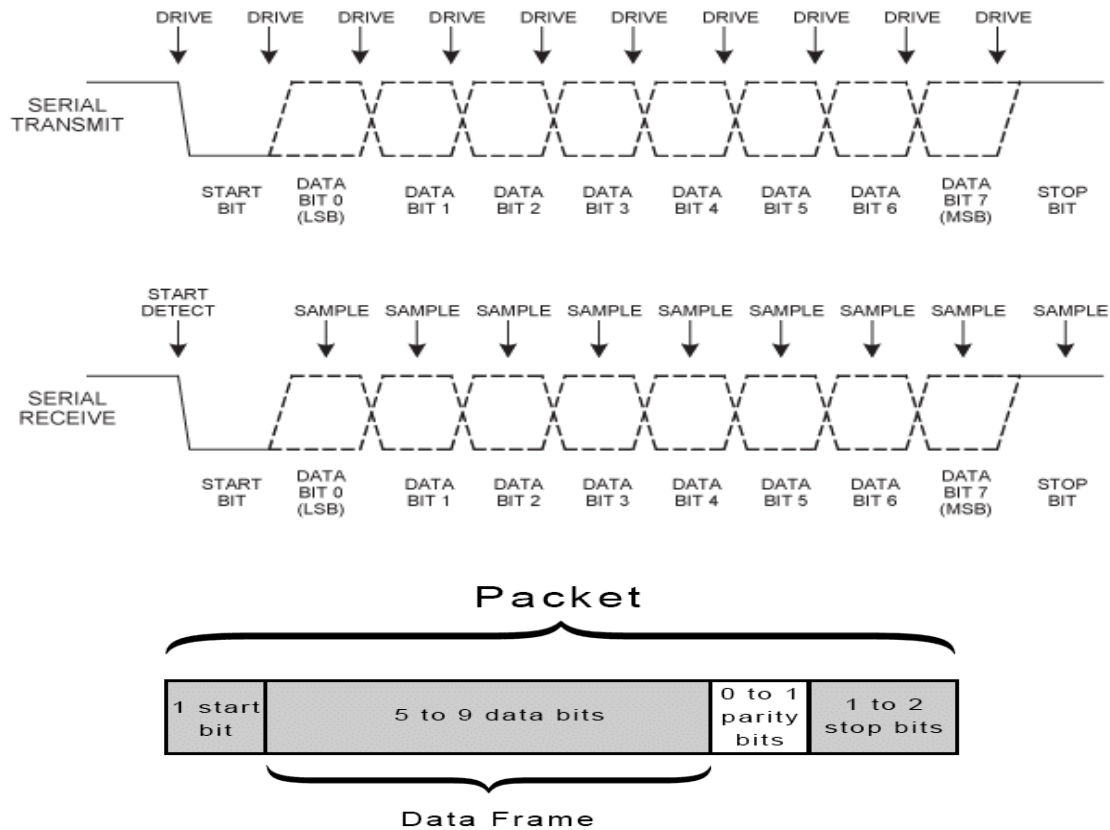 DRIVE DRIVE DRIVE DRIVE DRIVE DRIVE DRIVE DRIVE DRIVE DRIVE
SERIAL
TRANSMIT
START
BIT
DATA
BIT 0
(LSB)
DATA
BIT 1
DATA
BIT 2
DATA
BIT 3
DATA
BIT 4
DATA
BIT 5
DATA
BIT 6
DATA
BIT 7
(MSB)
STOP
BIT
START
DETECT
SAMPLE SAMPLE SAMPLE SAMPLE SAMPLE SAMPLE SAMPLE SAMPLE SAMPLE
SERIAL
RECEIVE
START
BIT
DATA
BIT 0
(LSB)
DATA
BIT 1
DATA
BIT 2
DATA
BIT 3
DATA
BIT 4
DATA
BIT 5
DATA
BIT 6
DATA
BIT 7
(MSB)
STOP
BIT
Packet
1 start
bit
5 to 9 data bits
0 to 1
parity
bits
1 to 2
stop bits
Data Frame